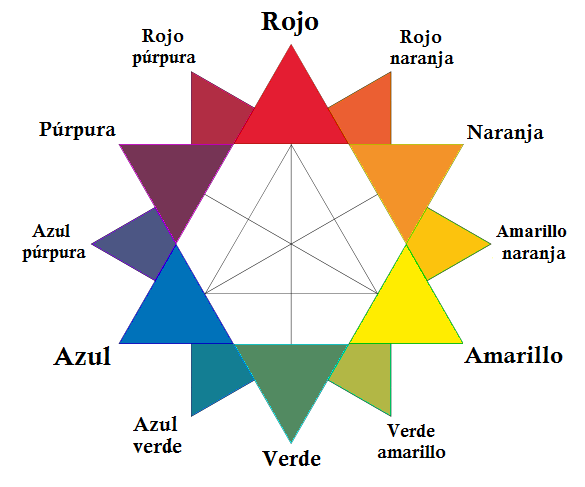 Rojo
Rojo
púrpura
Rojo
naranja
Púrpura
Naranja
Azul
púrpura
Amarillo
naranja
Azul
Amarillo
Azul
verde
Verde
Verde
amarillo